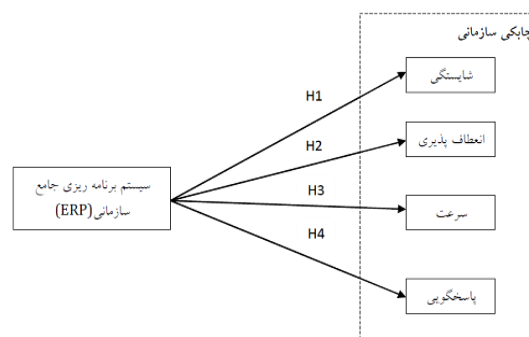 چابکی سازمانی
شایستگی
H1
انعطاف پذیری
H2
سیستم برنامه ریزی جامع
سازمانی(ERP)
H3
سرعت
H4
پاسخگویی